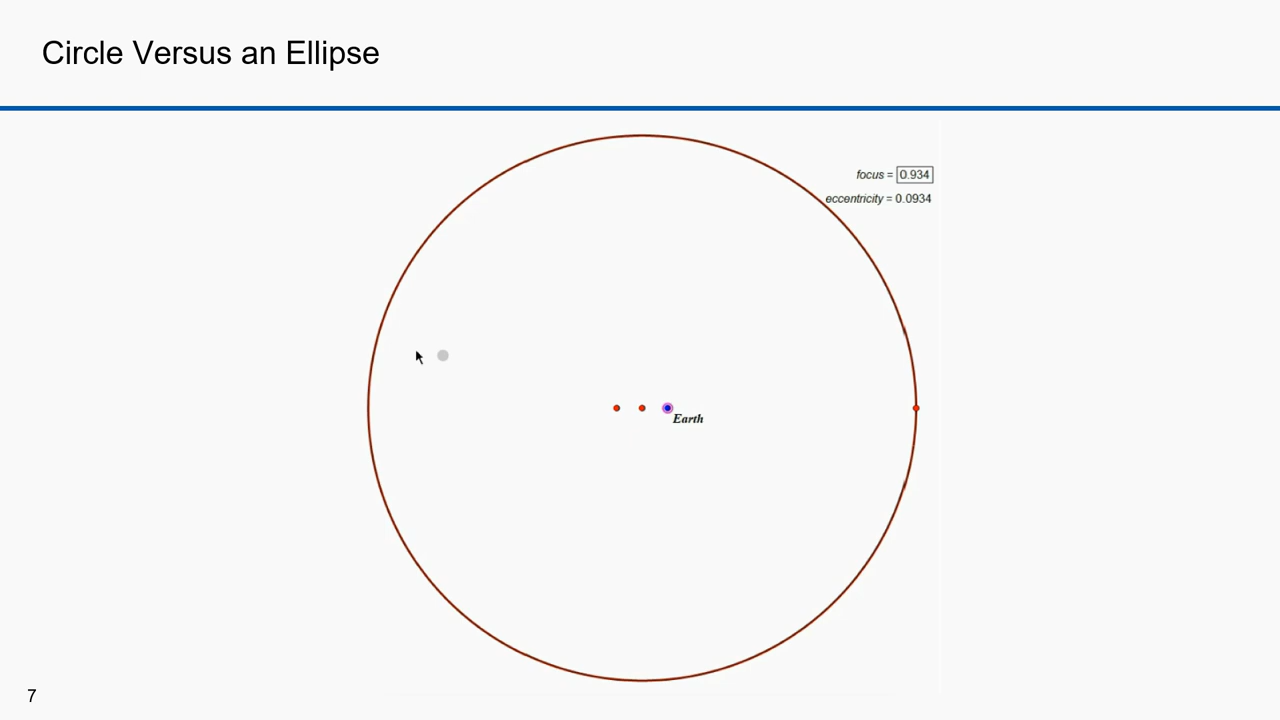 Circle Versus an Ellipse
focus = 0.934
eccentricity = 0.0934
Earth
7